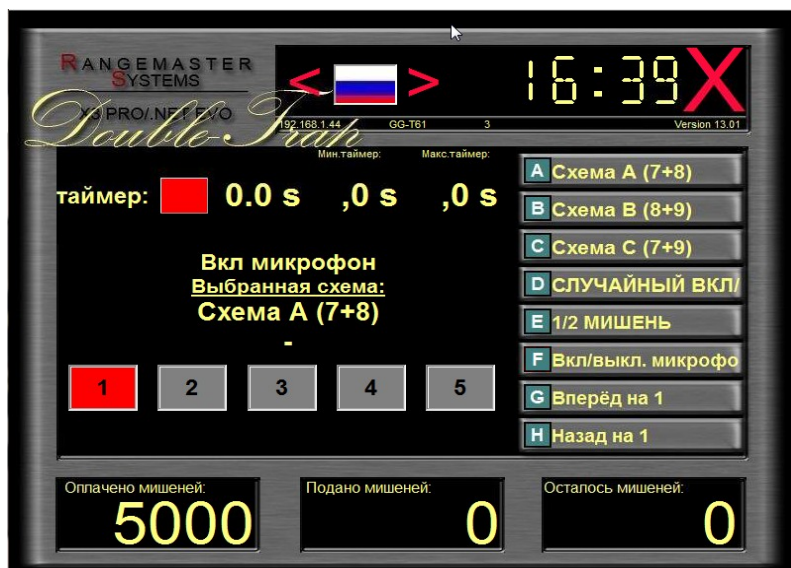 RANGEMASTER
SYSTEMS
X3 PRO/.NET EVO
Double-Trap
< >
16:39 X
192.168.1.44 GG-T61 3 Version 13.01
Мин.таймер: Макс.таймер:
таймер: 0.0 s ,0 s ,0 s
Вкл микрофон
Выбранная схема:
Схема A (7+8)
-
1 2 3 4 5
A Схема A (7+8)
B Схема B (8+9)
C Схема C (7+9)
D СЛУЧАЙНЫЙ ВКЛ/
E 1/2 МИШЕНЬ
F Вкл/выкл. микрофо
G Вперёд на 1
H Назад на 1
Оплачено мишеней: Подано мишеней: Осталось мишеней:
5000 0 0